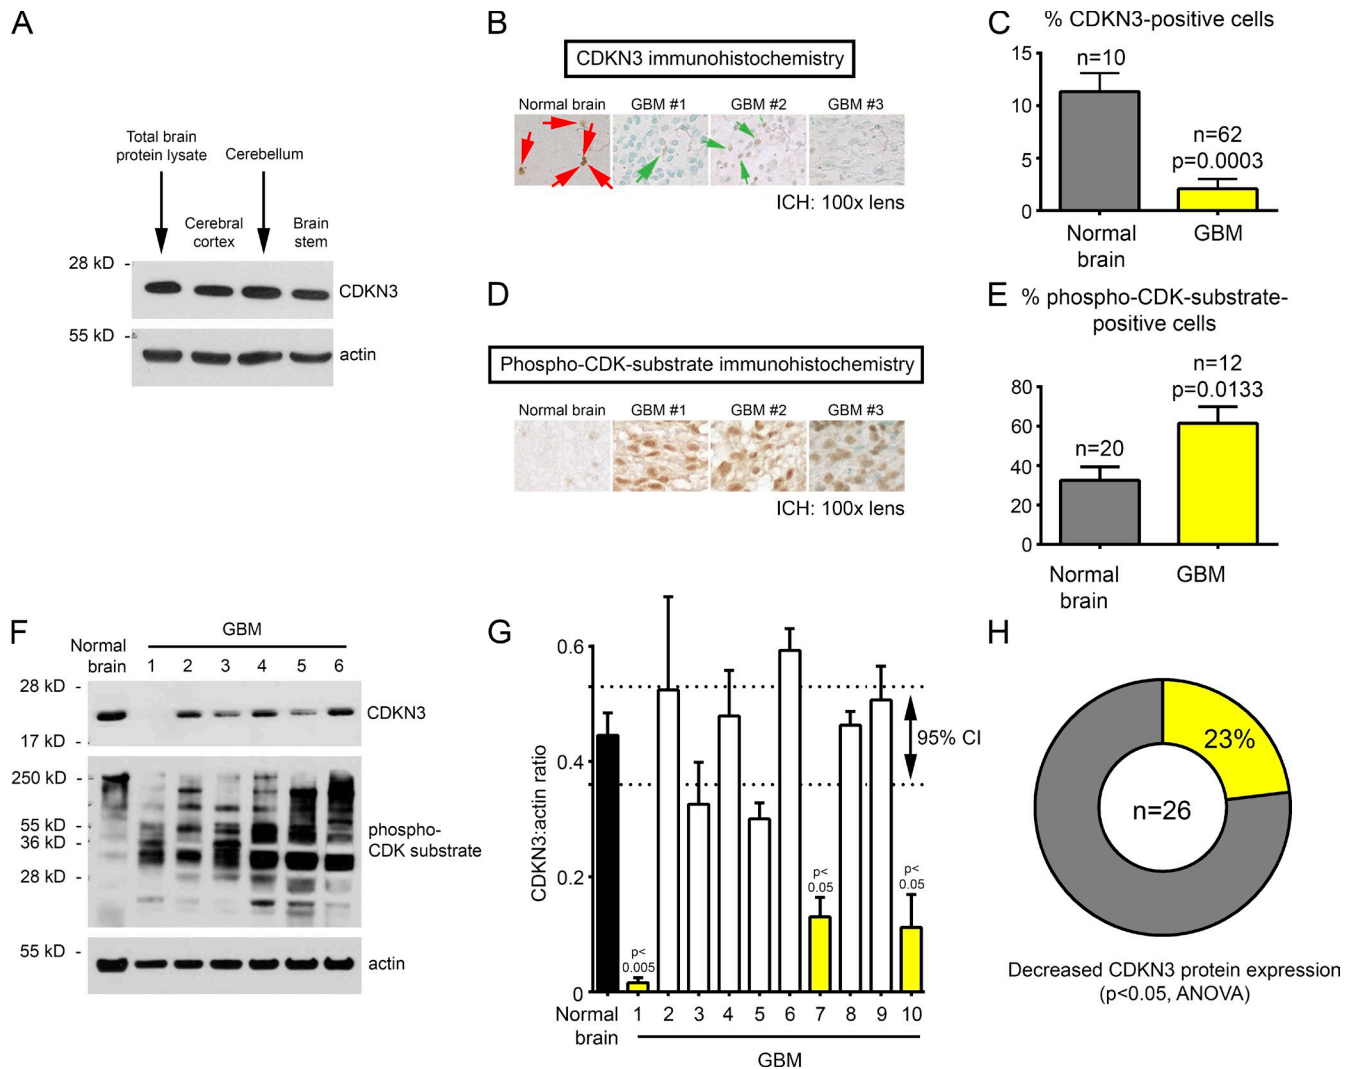 A
Total brain
protein lysate
Cerebellum
Cerebral
cortex
Brain
stem
28 kD -
CDKN3
55 kD -
actin
B
CDKN3 immunohistochemistry
Normal brain
GBM #1
GBM #2
GBM #3
ICH: 100x lens
C
% CDKN3-positive cells
15
10
5
0
n=10
n=62
p=0.0003
Normal
brain
GBM
D
Phospho-CDK-substrate immunohistochemistry
Normal brain
GBM #1
GBM #2
GBM #3
ICH: 100x lens
E
% phospho-CDK-substrate-
positive cells
80
60
40
20
0
n=20
n=12
p=0.0133
Normal
brain
GBM
F
GBM
Normal
brain
1 2 3 4 5 6
28 kD -
CDKN3
17 kD -
250 kD -
55 kD -
36 kD -
28 kD -
phospho-
CDK substrate
55 kD -
actin
G
CDKN3:actin ratio
0.6
0.4
0.2
0
95% CI
p<
0.005
p<
0.05
p<
0.05
Normal
brain
1 2 3 4 5 6 7 8 9 10
GBM
H
23%
n=26
Decreased CDKN3 protein expression
(p<0.05, ANOVA)